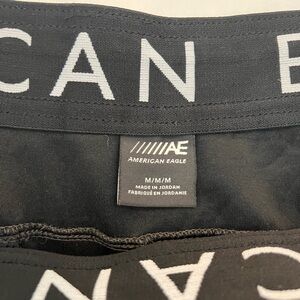 CAN E
//////AE
AMERICAN EAGLE
M/M/M
MADE IN JORDAN
FABRIQUÉ EN JORDANIE
CAN